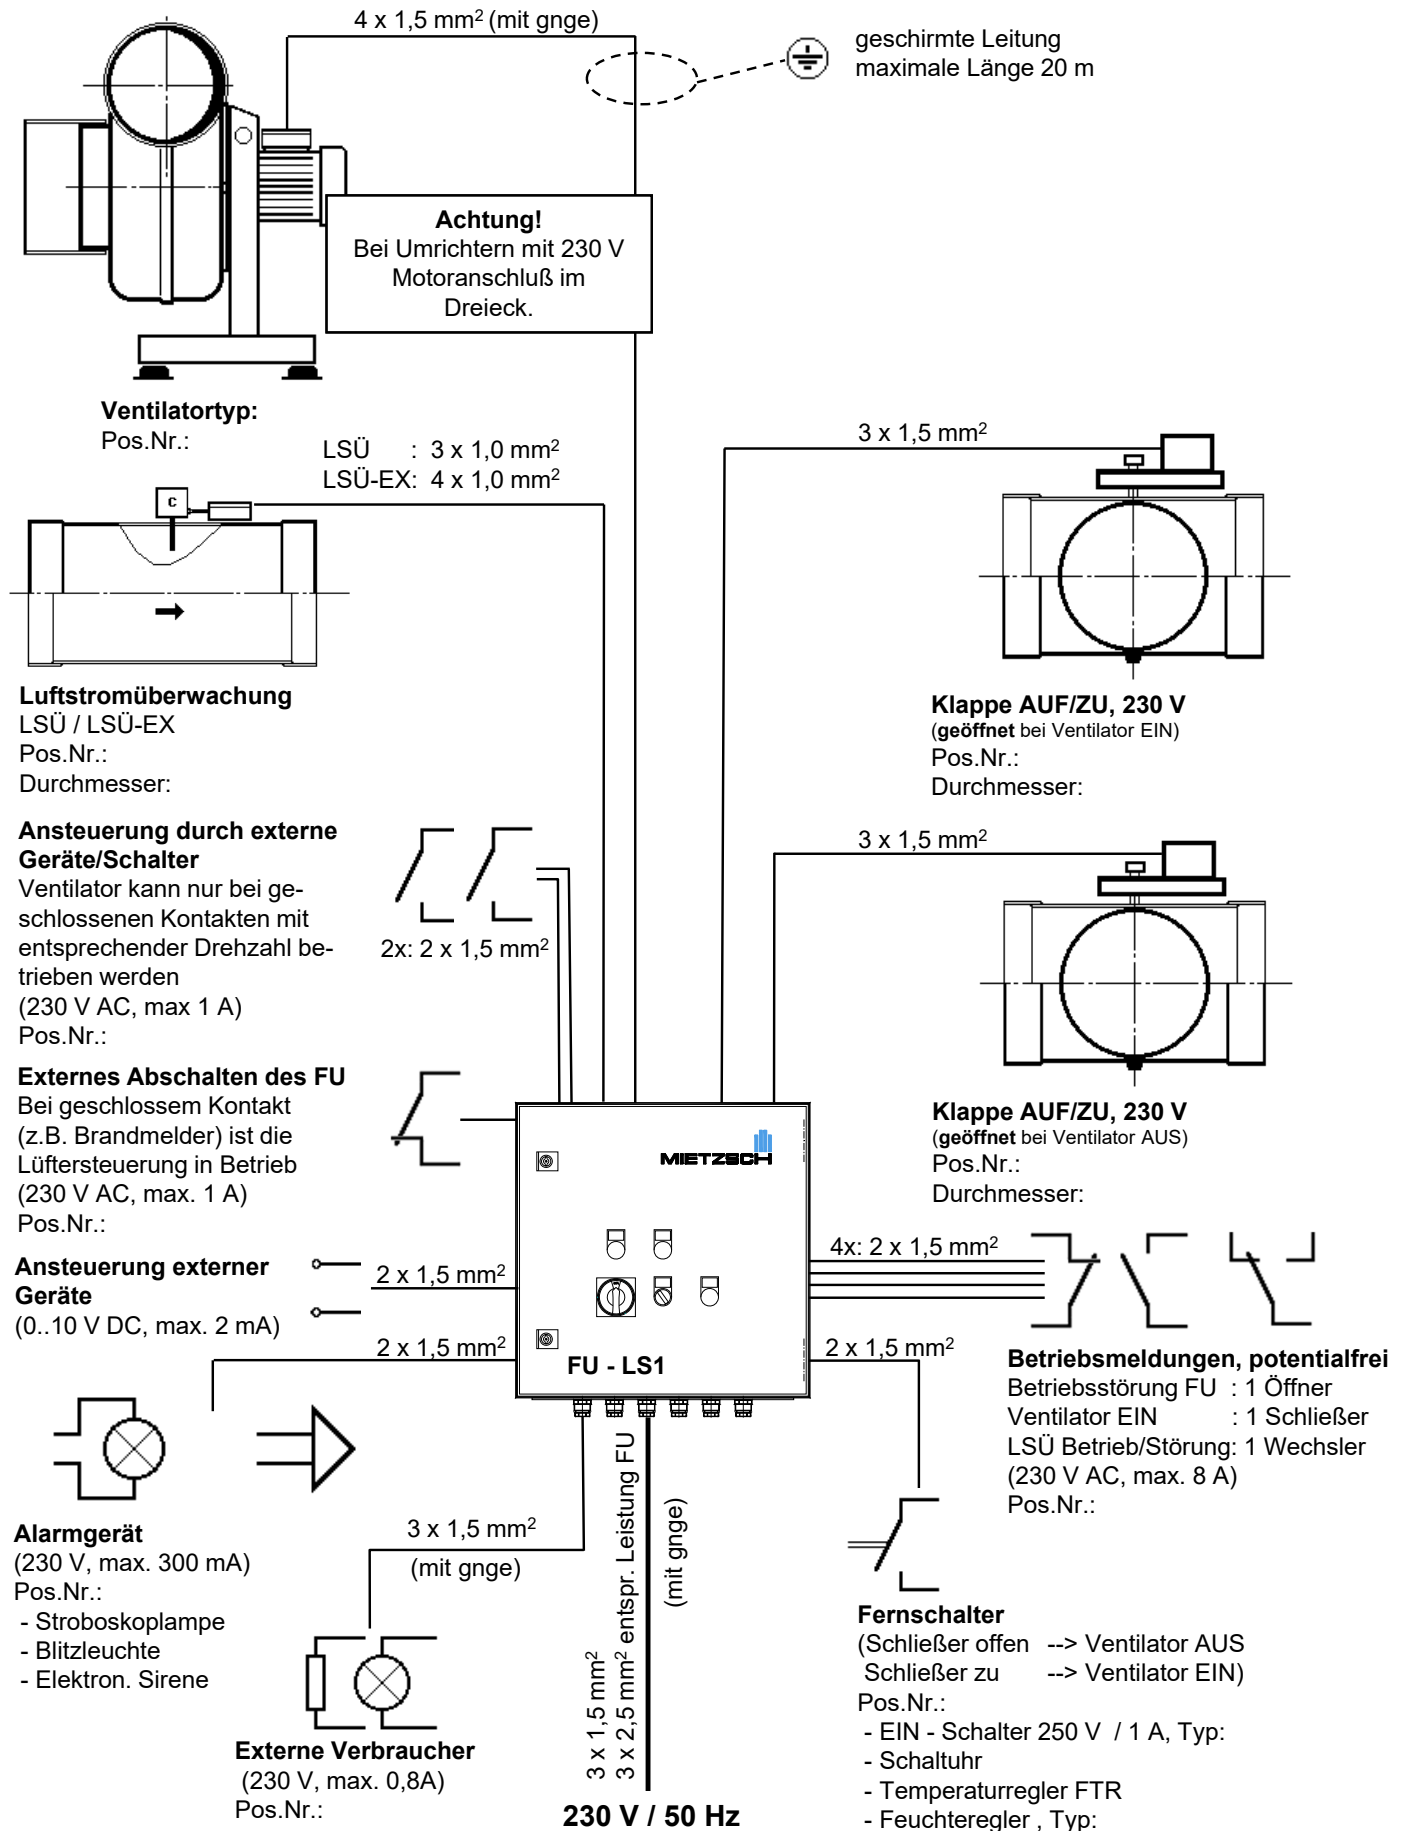 4 x 1,5 mm² (mit gnge)
geschirmte Leitung
maximale Länge 20 m
Achtung!
Bei Umrichtern mit 230 V
Motoranschluß im
Dreieck.
Ventilatortyp:
Pos.Nr.:
LSÜ : 3 x 1,0 mm²
LSÜ-EX: 4 x 1,0 mm²
C
Luftstromüberwachung
LSÜ / LSÜ-EX
Pos.Nr.:
Durchmesser:
3 x 1,5 mm²
Klappe AUF/ZU, 230 V
(geöffnet bei Ventilator EIN)
Pos.Nr.:
Durchmesser:
Ansteuerung durch externe
Geräte/Schalter
Ventilator kann nur bei ge-
schlossenen Kontakten mit
entsprechender Drehzahl be-
trieben werden
(230 V AC, max 1 A)
Pos.Nr.:
2x: 2 x 1,5 mm²
3 x 1,5 mm²
Klappe AUF/ZU, 230 V
(geöffnet bei Ventilator AUS)
Pos.Nr.:
Durchmesser:
Externes Abschalten des FU
Bei geschlossem Kontakt
(z.B. Brandmelder) ist die
Lüftersteuerung in Betrieb
(230 V AC, max. 1 A)
Pos.Nr.:
MIETZSCH
FU - LS1
Ansteuerung externer
Geräte
(0..10 V DC, max. 2 mA)
2 x 1,5 mm²
2 x 1,5 mm²
4x: 2 x 1,5 mm²
2 x 1,5 mm²
Betriebsmeldungen, potentialfrei
Betriebsstörung FU : 1 Öffner
Ventilator EIN : 1 Schließer
LSÜ Betrieb/Störung: 1 Wechsler
(230 V AC, max. 8 A)
Pos.Nr.:
Alarmgerät
(230 V, max. 300 mA)
Pos.Nr.:
- Stroboskoplampe
- Blitzleuchte
- Elektron. Sirene
3 x 1,5 mm²
(mit gnge)
Externe Verbraucher
(230 V, max. 0,8A)
Pos.Nr.:
3 x 1,5 mm²
3 x 2,5 mm² entspr. Leistung FU
(mit gnge)
230 V / 50 Hz
Fernschalter
(Schließer offen --> Ventilator AUS
Schließer zu --> Ventilator EIN)
Pos.Nr.:
- EIN - Schalter 250 V / 1 A, Typ:
- Schaltuhr
- Temperaturregler FTR
- Feuchteregler , Typ: